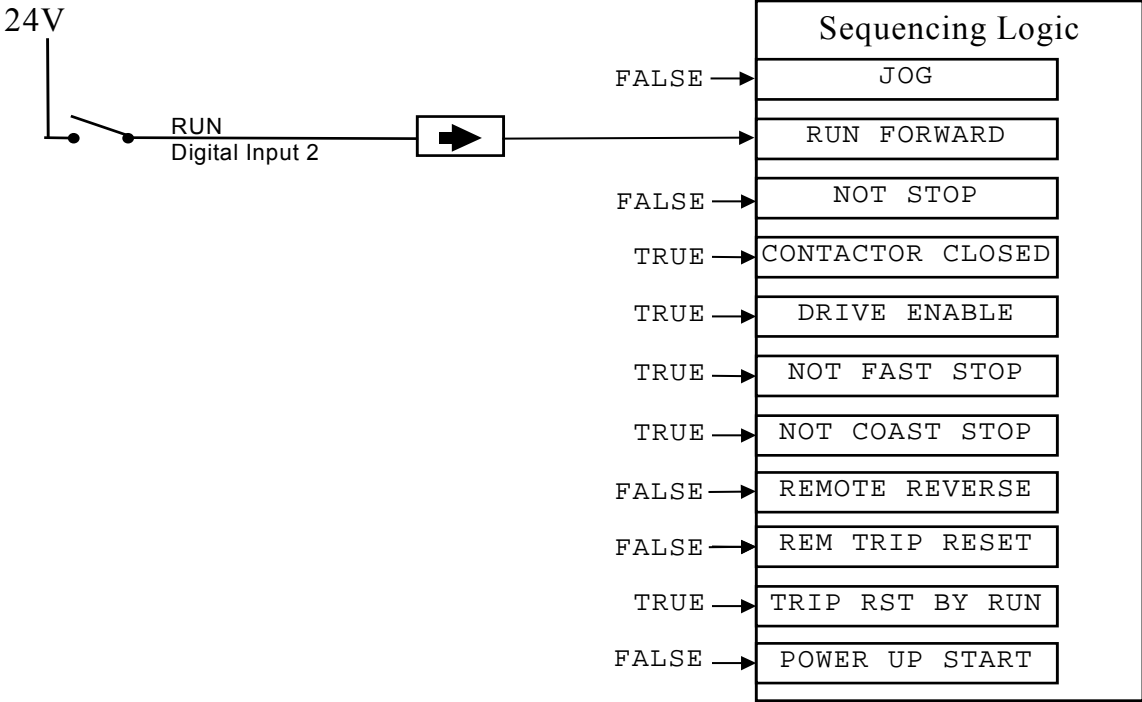 24V
Sequencing Logic
FALSE JOG
RUN RUN FORWARD
Digital Input 2
FALSE NOT STOP
TRUE CONTACTOR CLOSED
TRUE DRIVE ENABLE
TRUE NOT FAST STOP
TRUE NOT COAST STOP
FALSE REMOTE REVERSE
FALSE REM TRIP RESET
TRUE TRIP RST BY RUN
FALSE POWER UP START